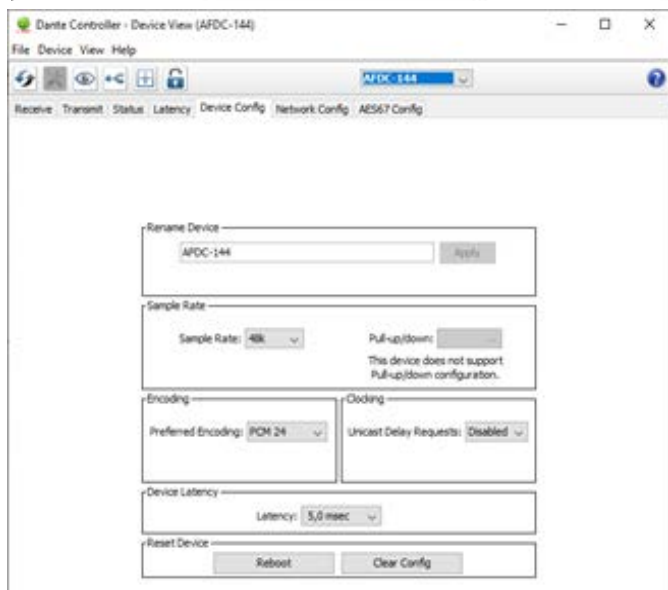 Dante Controller - Device View (AFDC-144)
File Device View Help
AFDC-144
Receive Transmit Status Latency Device Config Network Config AES67 Config
Rename Device
AFDC-144 Apply
Sample Rate
Sample Rate: 48k Pull-up/down:
This device does not support
Pull-up/down configuration.
Encoding Clocking
Preferred Encoding: PCM 24 Unicast Delay Requests: Disabled
Device Latency
Latency: 5,0 msec
Reset Device
Reboot Clear Config